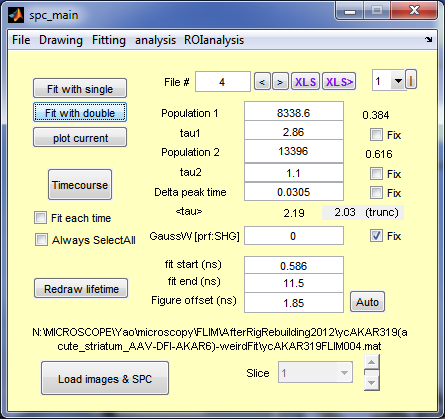 spc_main
File Drawing Fitting analysis ROIanalysis
File # 4 < > XLS XLS> 1
Fit with single
Fit with double
plot current
Population 1 8338.6 0.384
tau1 2.86 Fix
Population 2 13396 0.616
tau2 1.1 Fix
Delta peak time 0.0305 Fix
Timecourse
<tau> 2.19 2.03 (trunc)
Fit each time
Always SelectAll
GaussW [prf:SHG] 0 Fix
fit start (ns) 0.586
fit end (ns) 11.5
Redraw lifetime
Figure offset (ns) 1.85 Auto
N:\MICROSCOPE\Yao\microscopy\FLIM\AfterRigRebuilding2012\ycAKAR319(a
cute_striatum_AAV-DFI-AKAR6)-weirdFit\ycAKAR319FLIM004.mat
Load images & SPC
Slice 1